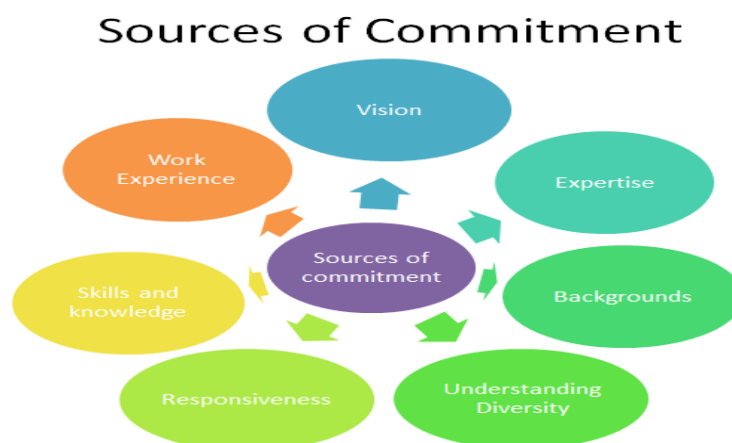 Sources of Commitment
Vision
Work
Experience
Expertise
Sources of
commitment
Skills and
knowledge
Backgrounds
Responsiveness
Understanding
Diversity